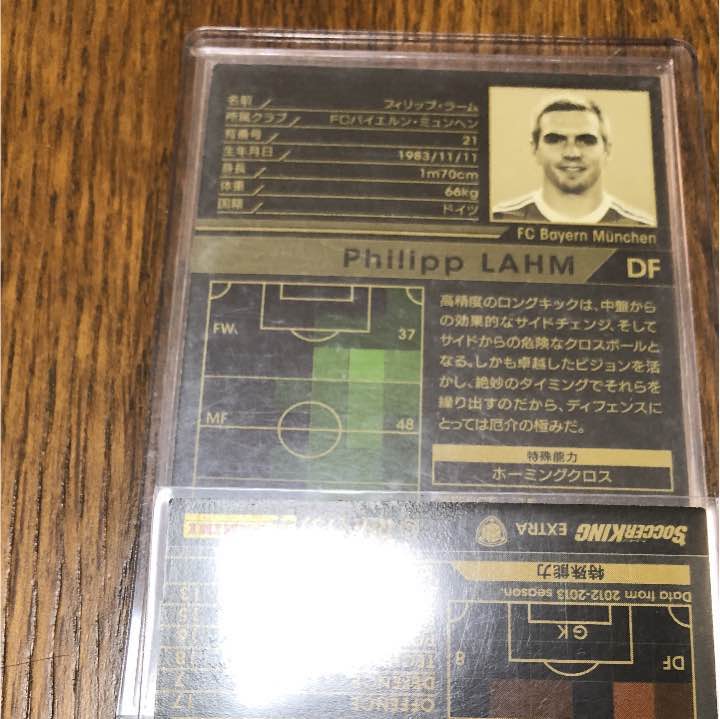 名前 フィリップ・ラーム
所属クラブ FCバイエルン・ミュンヘン
背番号 21
生年月日 1983/11/11
身長 1m70cm
体重 66kg
国籍 ドイツ
FC Bayern München
Philipp LAHM DF
FW 37
MF 48
高精度のロングキックは、中盤から
の効果的なサイドチェンジ、そして
サイドからの危険なクロスボールと
なる。しかも卓越したビジョンを活
かし、絶妙のタイミングでそれらを
繰り出すのだから、ディフェンスに
とっては厄介の極みだ。
特殊能力
ホーミングクロス
SOCCERKING EXTRA
特殊能力
Data from 2012-2013 season.
GK
8 DF
DEFENCE 7
OFFENCE 17